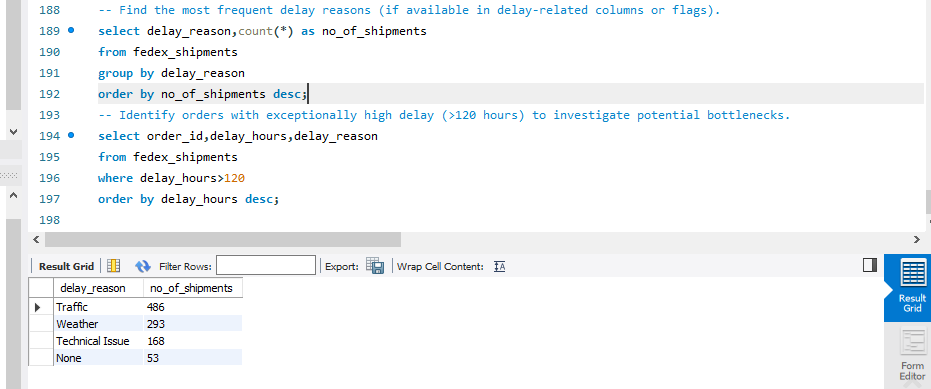 188 -- Find the most frequent delay reasons (if available in delay-related columns or flags).
189 select delay_reason,count(*) as no_of_shipments
190 from fedex_shipments
191 group by delay_reason
192 order by no_of_shipments desc;
193 -- Identify orders with exceptionally high delay (>120 hours) to investigate potential bottlenecks.
194 select order_id,delay_hours,delay_reason
195 from fedex_shipments
196 where delay_hours>120
197 order by delay_hours desc;
198
Result Grid Filter Rows: Export: Wrap Cell Content:
delay_reason no_of_shipments
Traffic 486
Weather 293
Technical Issue 168
None 53
Result
Grid
Form
Editor